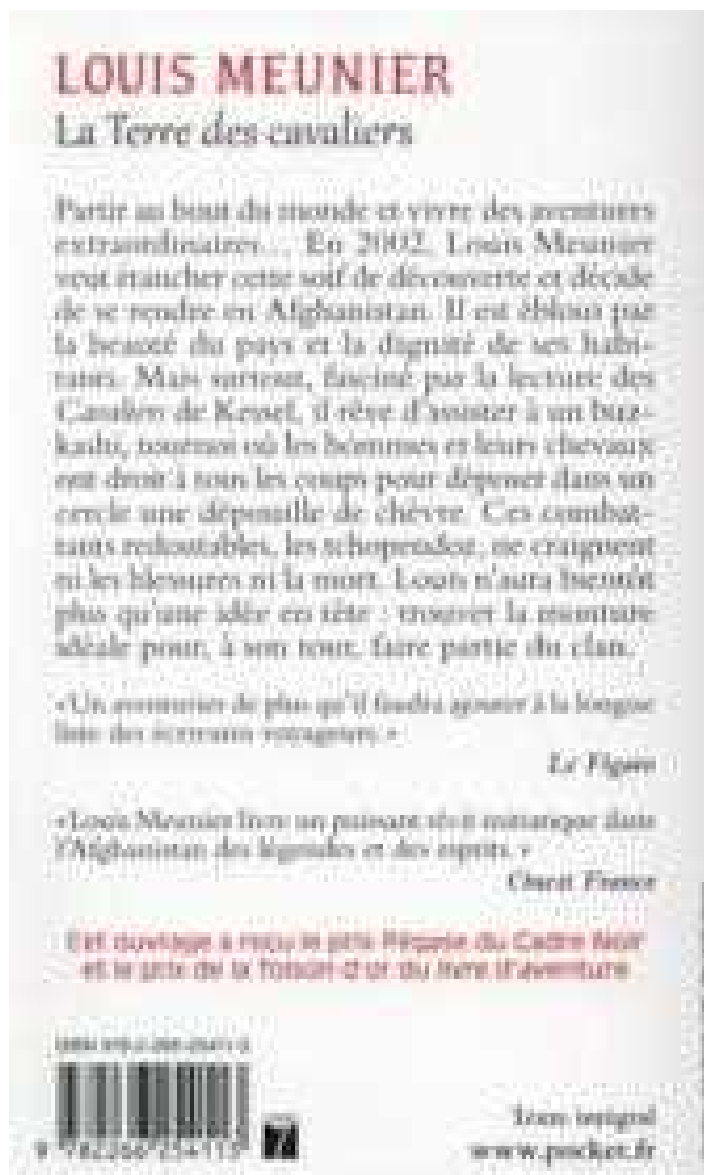 LOUIS MEUNIER
La Terre des cavaliers
Partir au bout du monde et vivre des aventures
extraordinaires... En 2002, Louis Meunier
veut étancher cette soif de découverte et décide
de se rendre en Afghanistan. Il est ébloui par
la beauté du pays et la dignité de ses habi-
tants. Mais surtout, fasciné par la lecture des
Cavaliers de Kessel, il rêve d'assister à un buz-
kashi, tournoi où les hommes et leurs chevaux
ont droit à tous les coups pour déposer dans un
cercle une dépouille de chèvre. Ces combat-
tants redoutables, les tchopendoz, ne craignent
ni les blessures ni la mort. Louis n'aura bientôt
plus qu'une idée en tête : trouver la monture
idéale pour, à son tour, faire partie du clan.
«Un aventurier de plus qu'il faudra ajouter à la longue
liste des écrivains voyageurs.»
Le Figaro
«Louis Meunier livre un puissant récit initiatique dans
l'Afghanistan des légendes et des esprits.»
Ouest France
Cet ouvrage a reçu le prix Pégase du Cadre Noir
et le prix de la Toison d'or du livre d'aventure
Texte intégral
www.pocket.fr